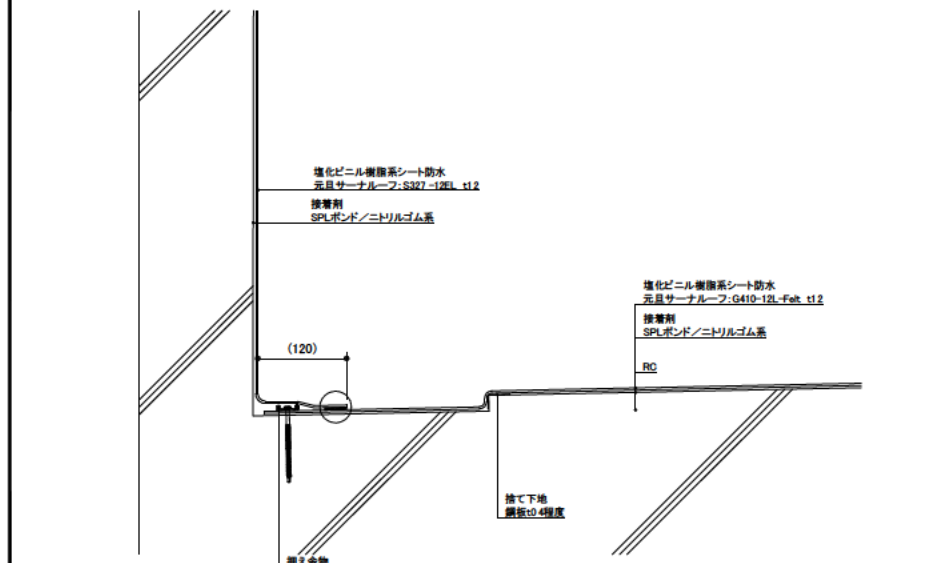 塩化ビニル樹脂系シート防水
元旦サーナルーフ:S327-12EL t1.2
接着剤
SPLボンド/ニトリルゴム系
塩化ビニル樹脂系シート防水
元旦サーナルーフ:G410-12L-Felt t1.2
接着剤
SPLボンド/ニトリルゴム系
RC
(120)
捨て下地
鋼板t0.4程度